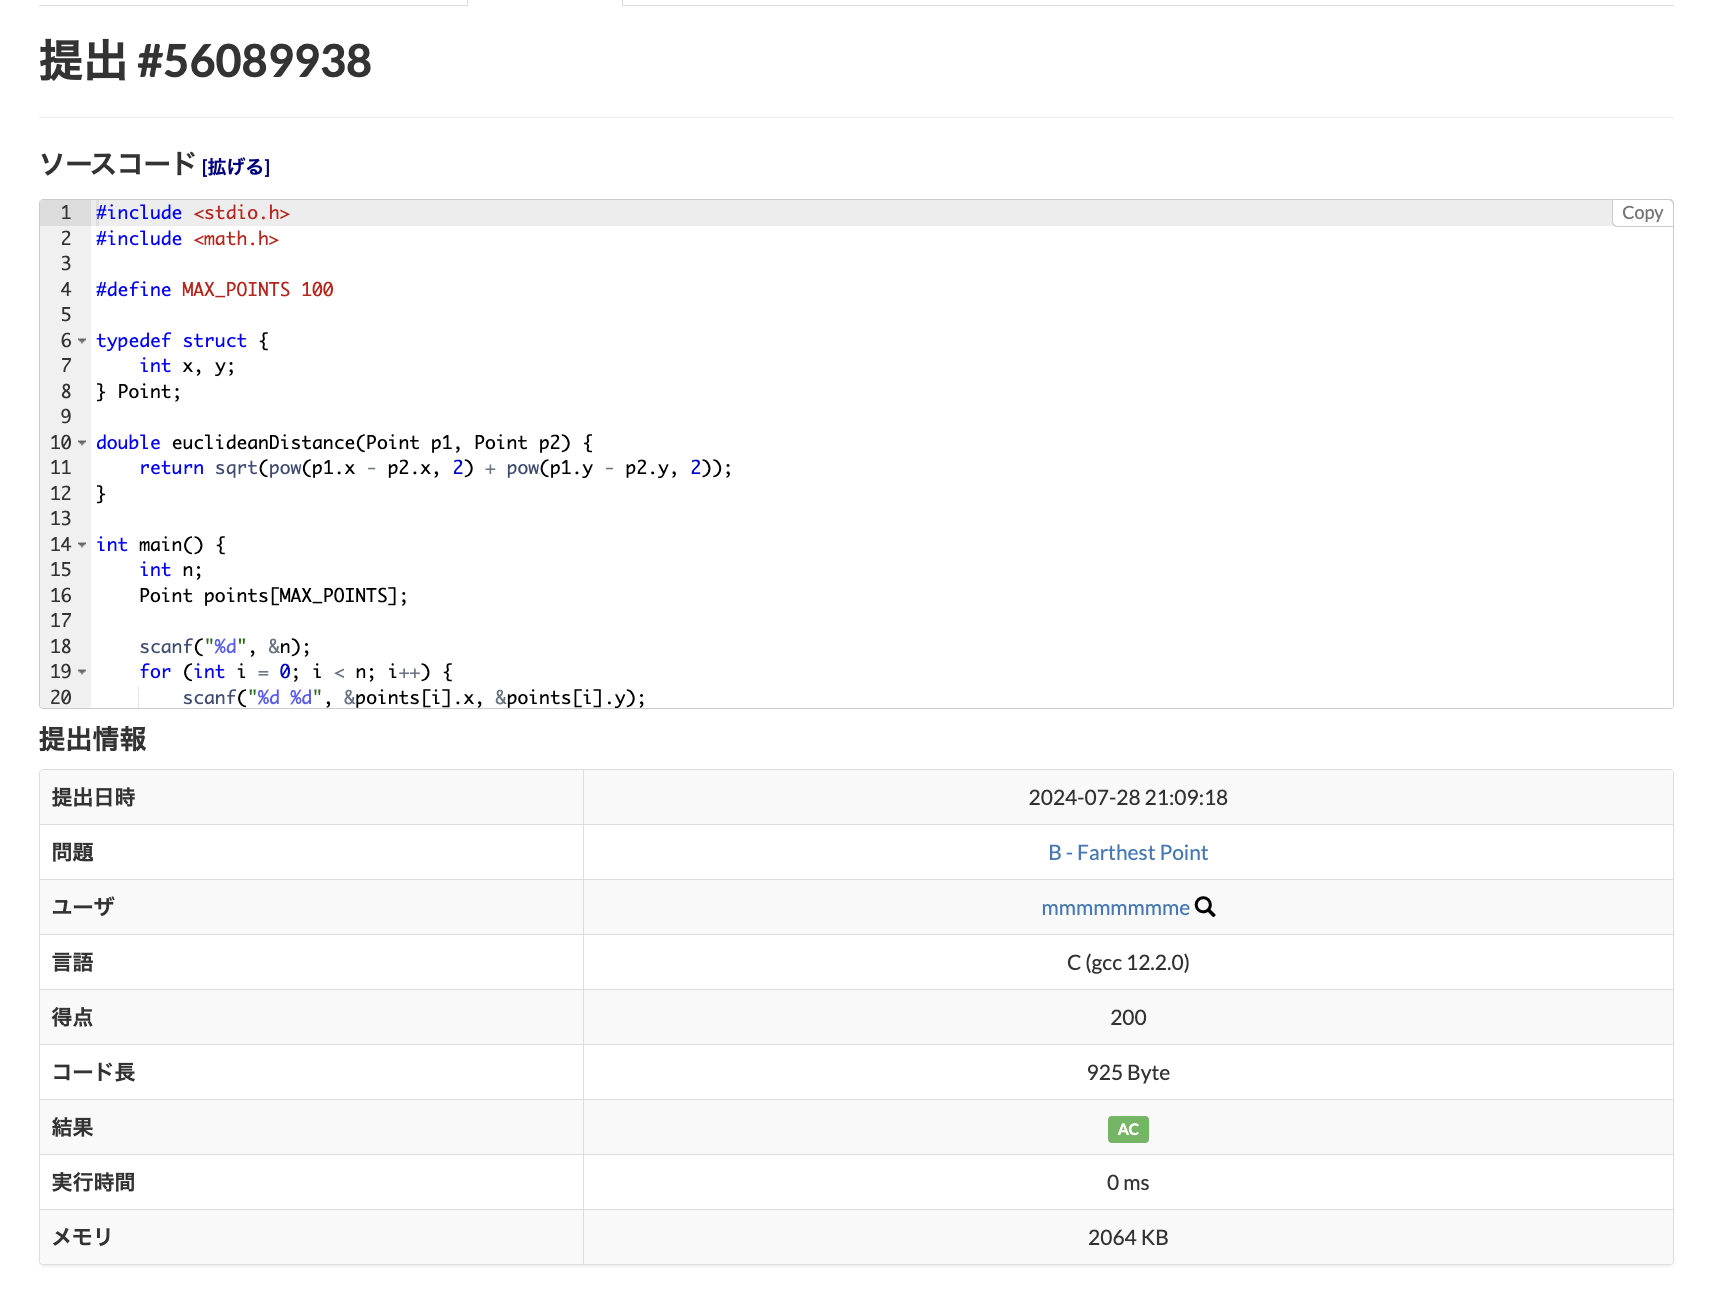 提出 #56089938
ソースコード [拡げる]
Copy
1 #include <stdio.h>
2 #include <math.h>
3
4 #define MAX_POINTS 100
5
6 typedef struct {
7     int x, y;
8 } Point;
9
10 double euclideanDistance(Point p1, Point p2) {
11     return sqrt(pow(p1.x - p2.x, 2) + pow(p1.y - p2.y, 2));
12 }
13
14 int main() {
15     int n;
16     Point points[MAX_POINTS];
17
18     scanf("%d", &n);
19     for (int i = 0; i < n; i++) {
20         scanf("%d %d", &points[i].x, &points[i].y);
提出情報
提出日時 2024-07-28 21:09:18
問題 B - Farthest Point
ユーザ mmmmmmmme
言語 C (gcc 12.2.0)
得点 200
コード長 925 Byte
結果 AC
実行時間 0 ms
メモリ 2064 KB